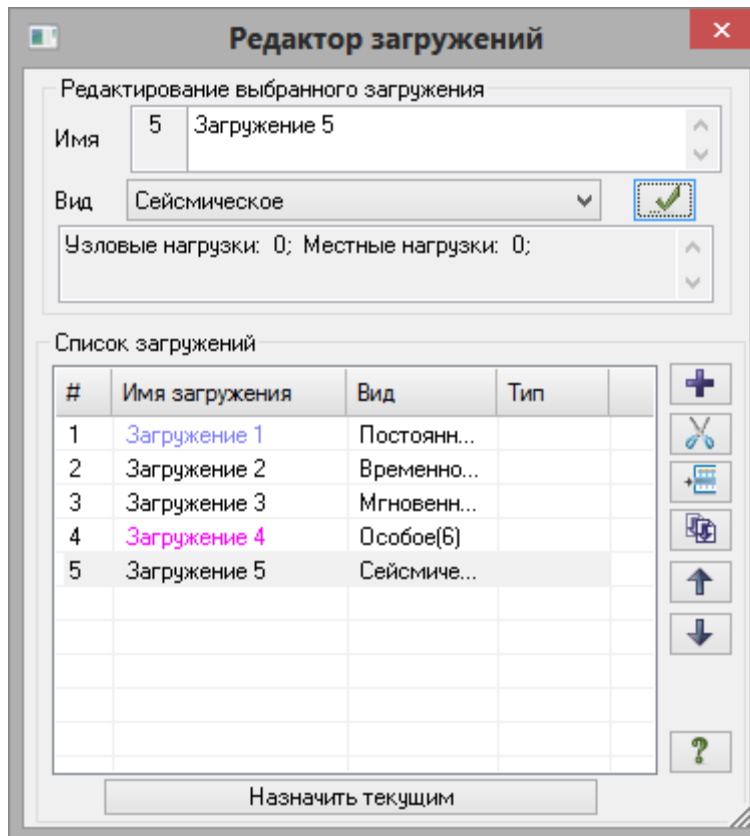 Редактор загружений
Редактирование выбранного загружения
Имя 5 Загружение 5
Вид Сейсмическое
Узловые нагрузки: 0; Местные нагрузки: 0;
Список загружений
# Имя загружения Вид Тип
1 Загружение 1 Постоянн...
2 Загружение 2 Временно...
3 Загружение 3 Мгновенн...
4 Загружение 4 Особое(6)
5 Загружение 5 Сейсмиче...
Назначить текущим